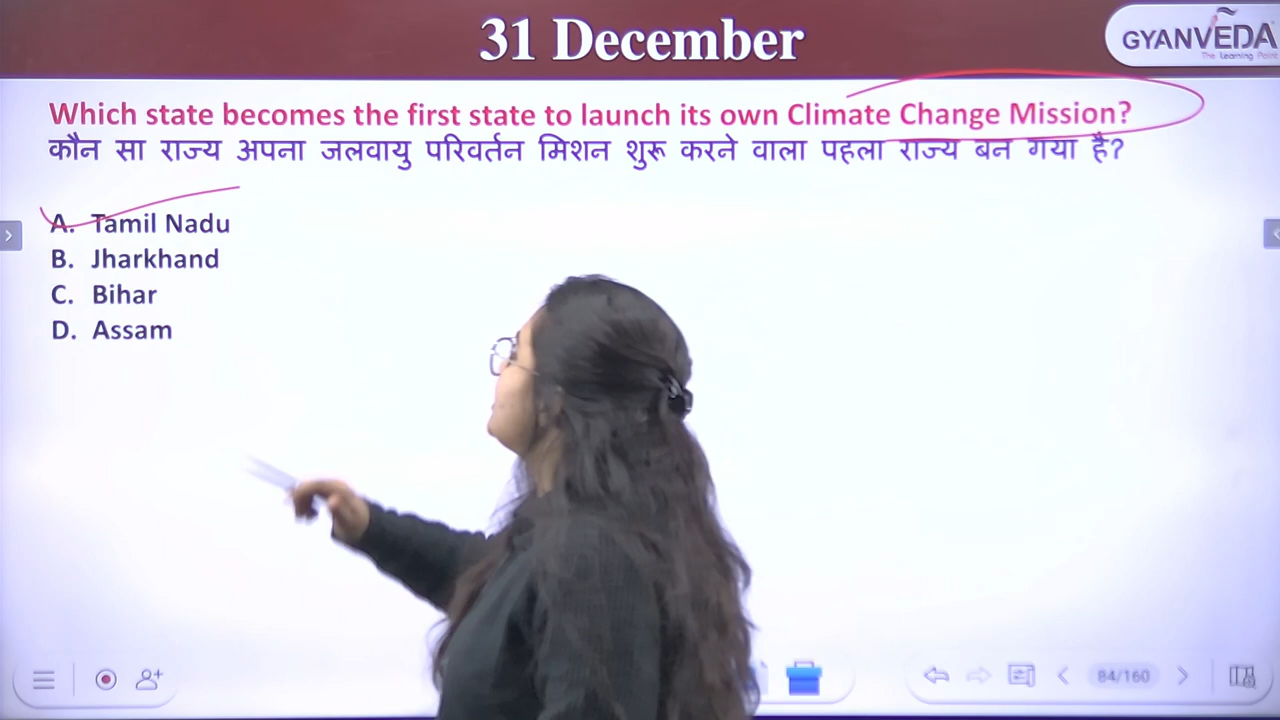 31 December
GYANVEDA
The Learning Point
Which state becomes the first state to launch its own Climate Change Mission?
कौन सा राज्य अपना जलवायु परिवर्तन मिशन शुरू करने वाला पहला राज्य बन गया है?
A. Tamil Nadu
B. Jharkhand
C. Bihar
D. Assam
84/160